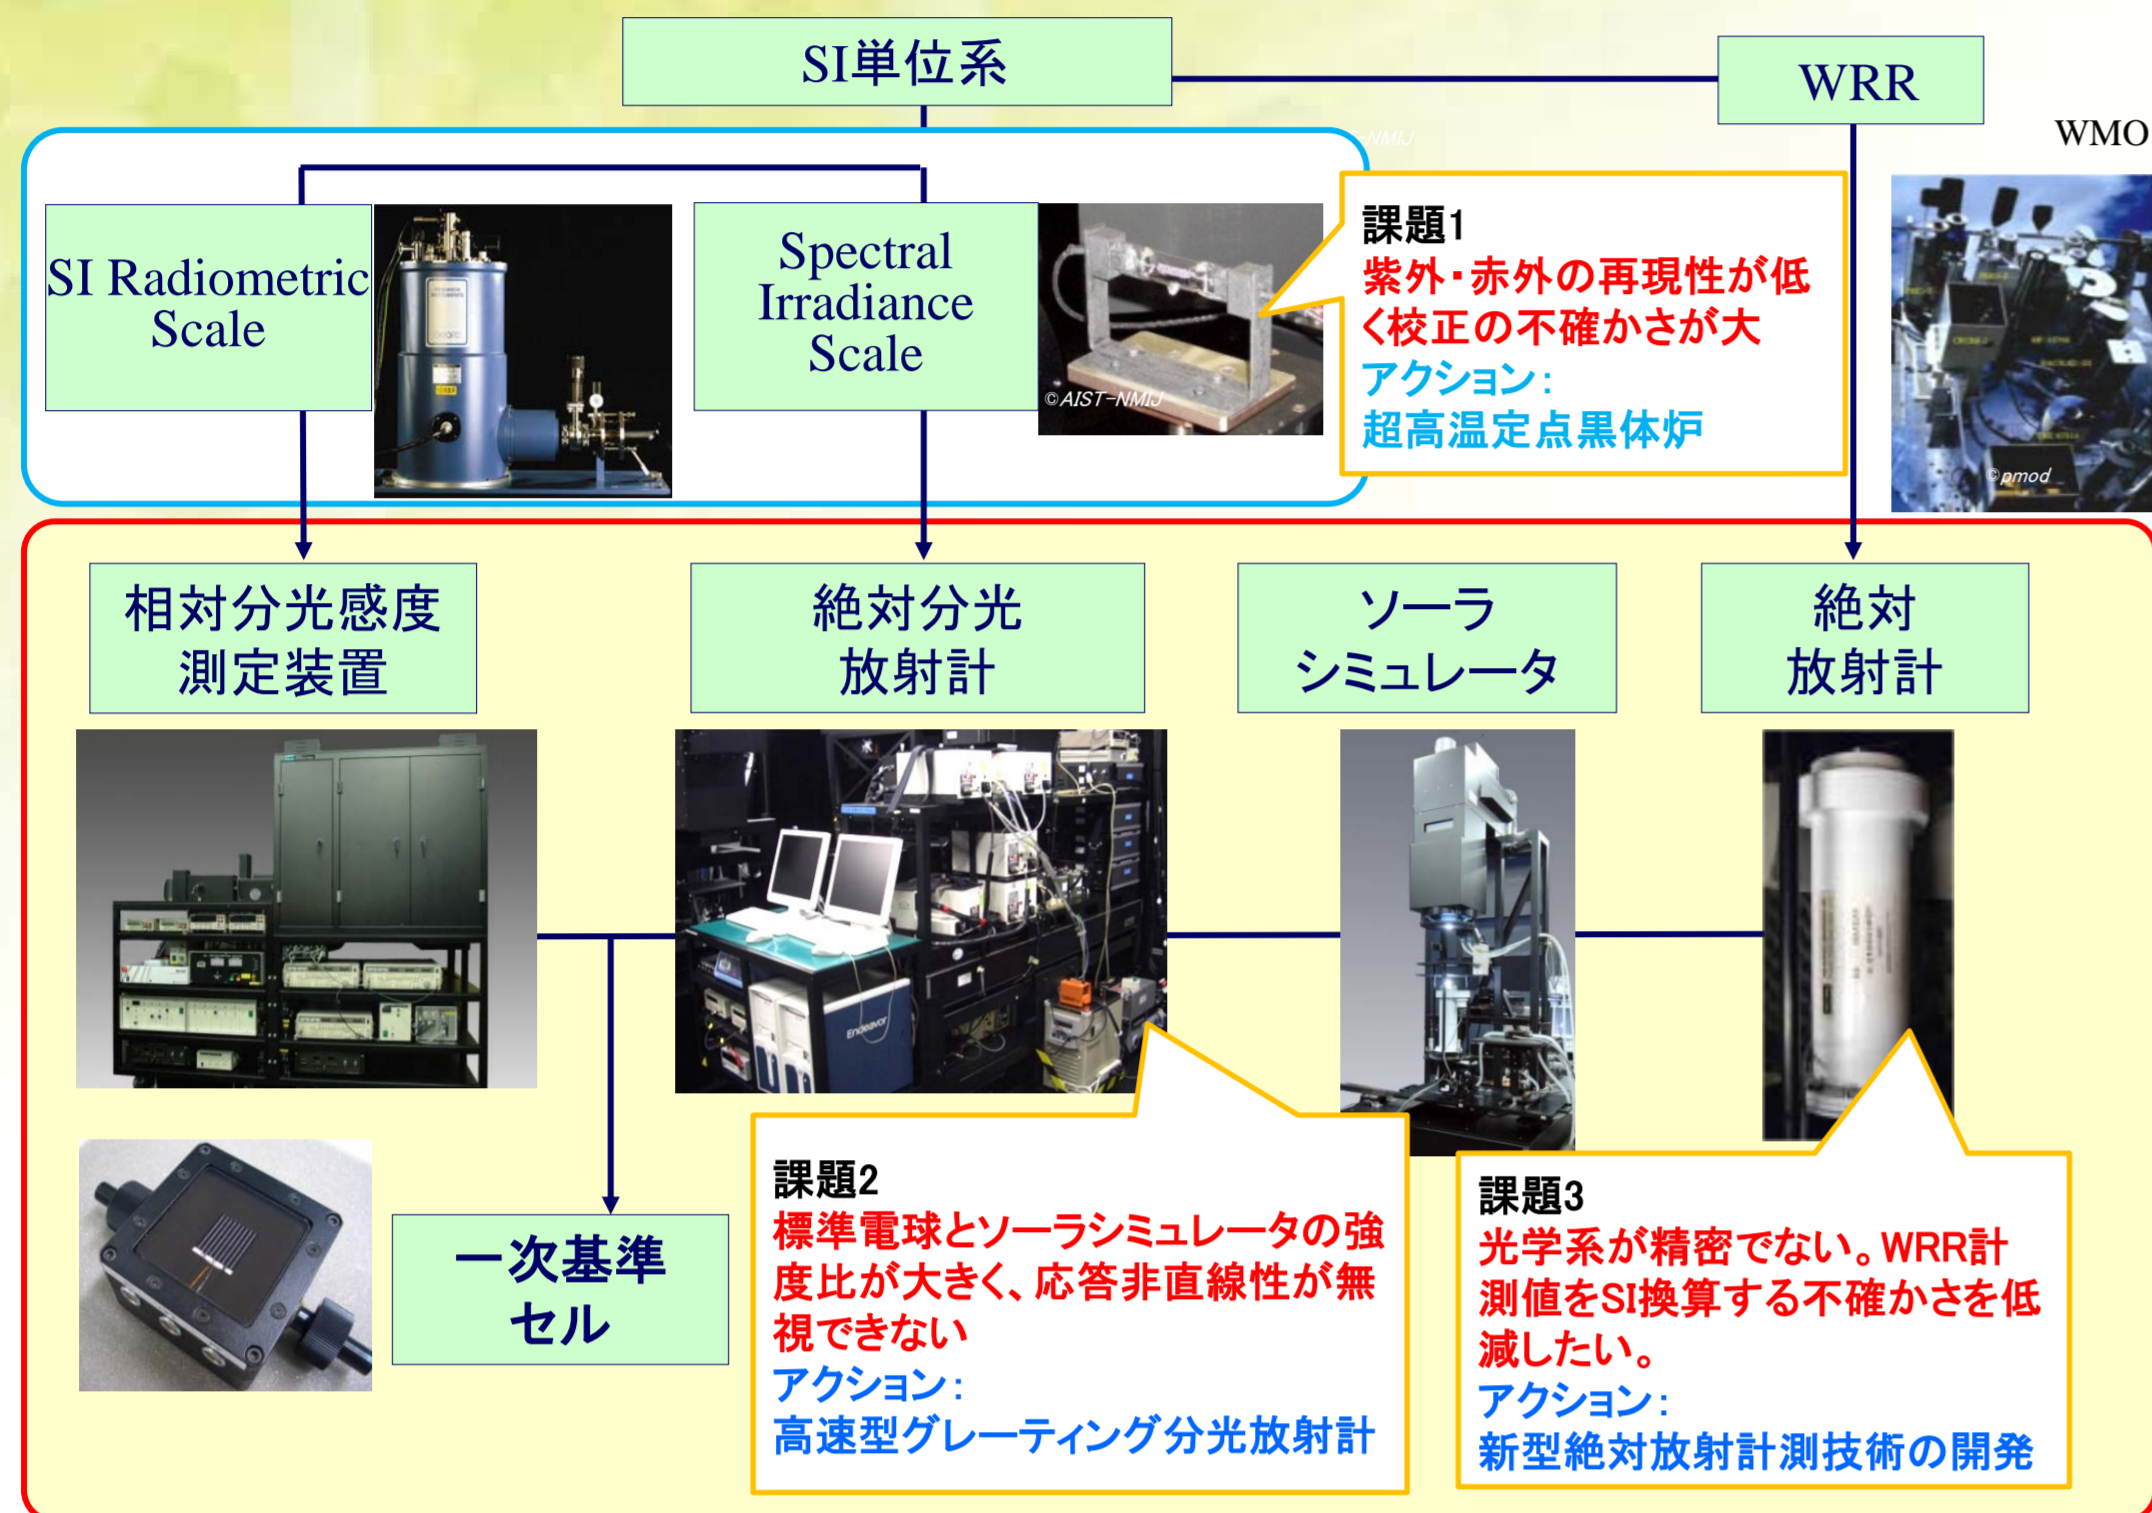 SI単位系
WRR
WMO
-NMIJ
SI Radiometric
Scale
Spectral
Irradiance
Scale
©AIST-NMIJ
課題1
紫外・赤外の再現性が低
く校正の不確かさが大
アクション：
超高温定点黒体炉
©pmod
相対分光感度
測定装置
絶対分光
放射計
ソーラ
シミュレータ
絶対
放射計
Endeavor
一次基準
セル
課題2
標準電球とソーラシミュレータの強
度比が大きく、応答非直線性が無
視できない
アクション：
高速型グレーティング分光放射計
課題3
光学系が精密でない。WRR計
測値をSI換算する不確かさを低
減したい。
アクション：
新型絶対放射計測技術の開発